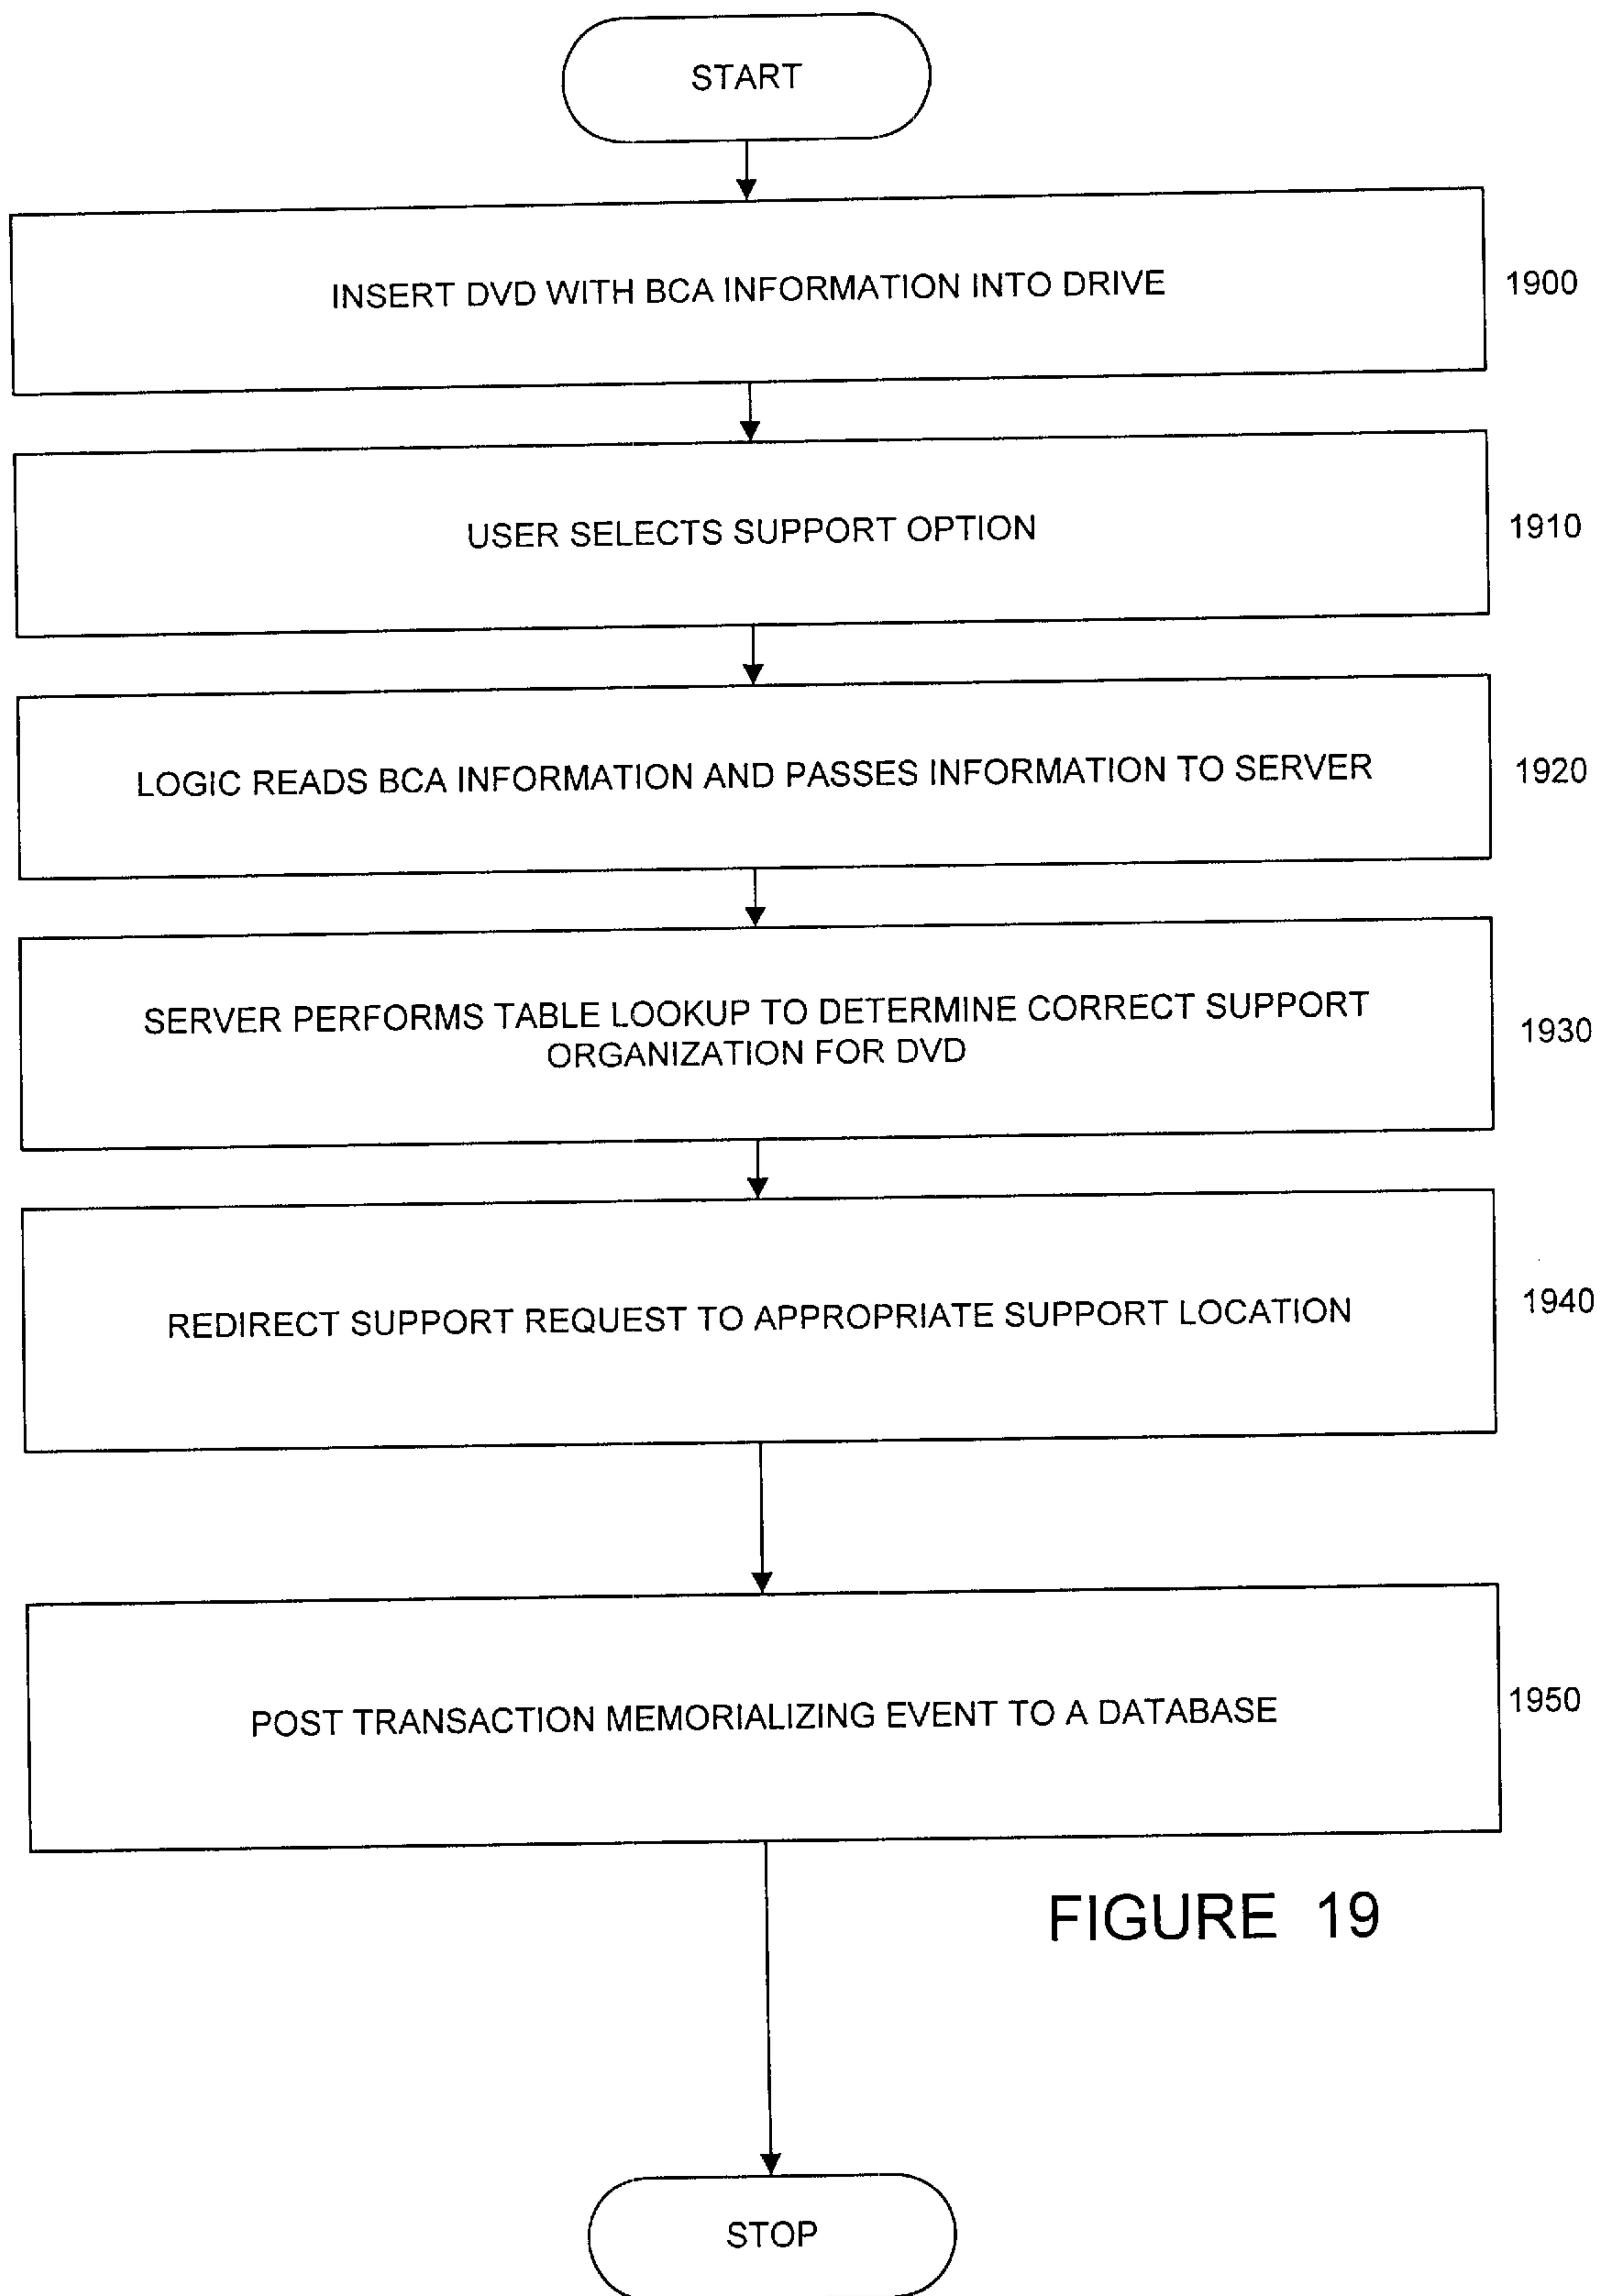 START
INSERT DVD WITH BCA INFORMATION INTO DRIVE
1900
USER SELECTS SUPPORT OPTION
1910
LOGIC READS BCA INFORMATION AND PASSES INFORMATION TO SERVER
1920
SERVER PERFORMS TABLE LOOKUP TO DETERMINE CORRECT SUPPORT
ORGANIZATION FOR DVD
1930
REDIRECT SUPPORT REQUEST TO APPROPRIATE SUPPORT LOCATION
1940
POST TRANSACTION MEMORIALIZING EVENT TO A DATABASE
1950
FIGURE 19
STOP